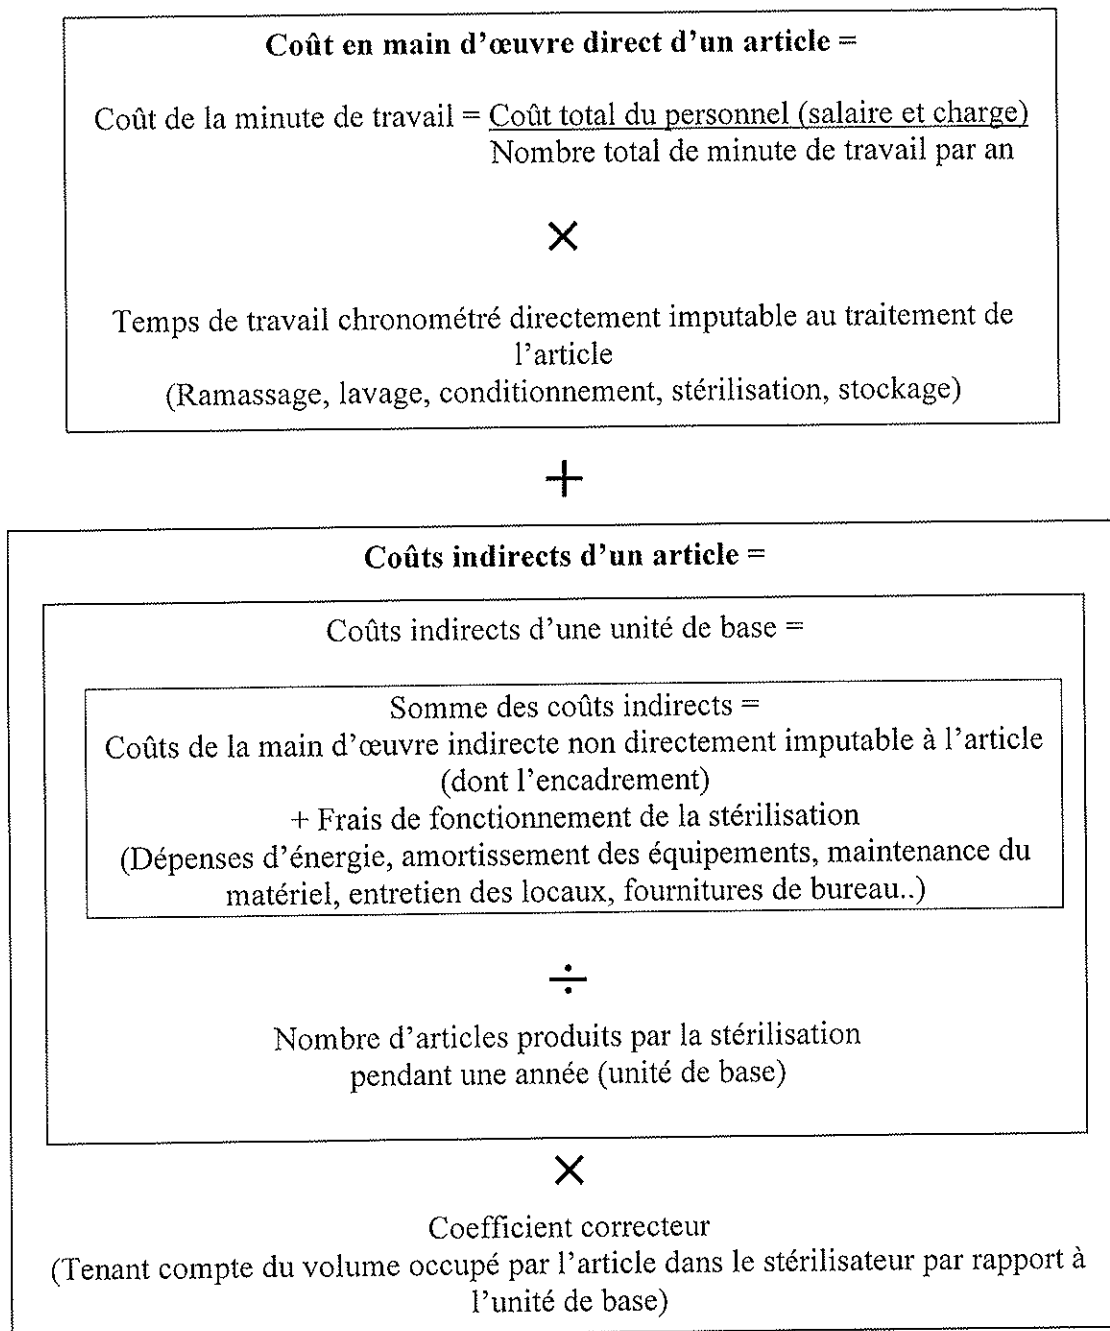 Coût en main d'œuvre direct d'un article =
Coût de la minute de travail = Coût total du personnel (salaire et charge)
Nombre total de minute de travail par an
×
Temps de travail chronométré directement imputable au traitement de
l'article
(Ramassage, lavage, conditionnement, stérilisation, stockage)
+
Coûts indirects d'un article =
Coûts indirects d'une unité de base =
Somme des coûts indirects =
Coûts de la main d'œuvre indirecte non directement imputable à l'article
(dont l'encadrement)
+ Frais de fonctionnement de la stérilisation
(Dépenses d'énergie, amortissement des équipements, maintenance du
matériel, entretien des locaux, fournitures de bureau..)
÷
Nombre d'articles produits par la stérilisation
pendant une année (unité de base)
×
Coefficient correcteur
(Tenant compte du volume occupé par l'article dans le stérilisateur par rapport à
l'unité de base)